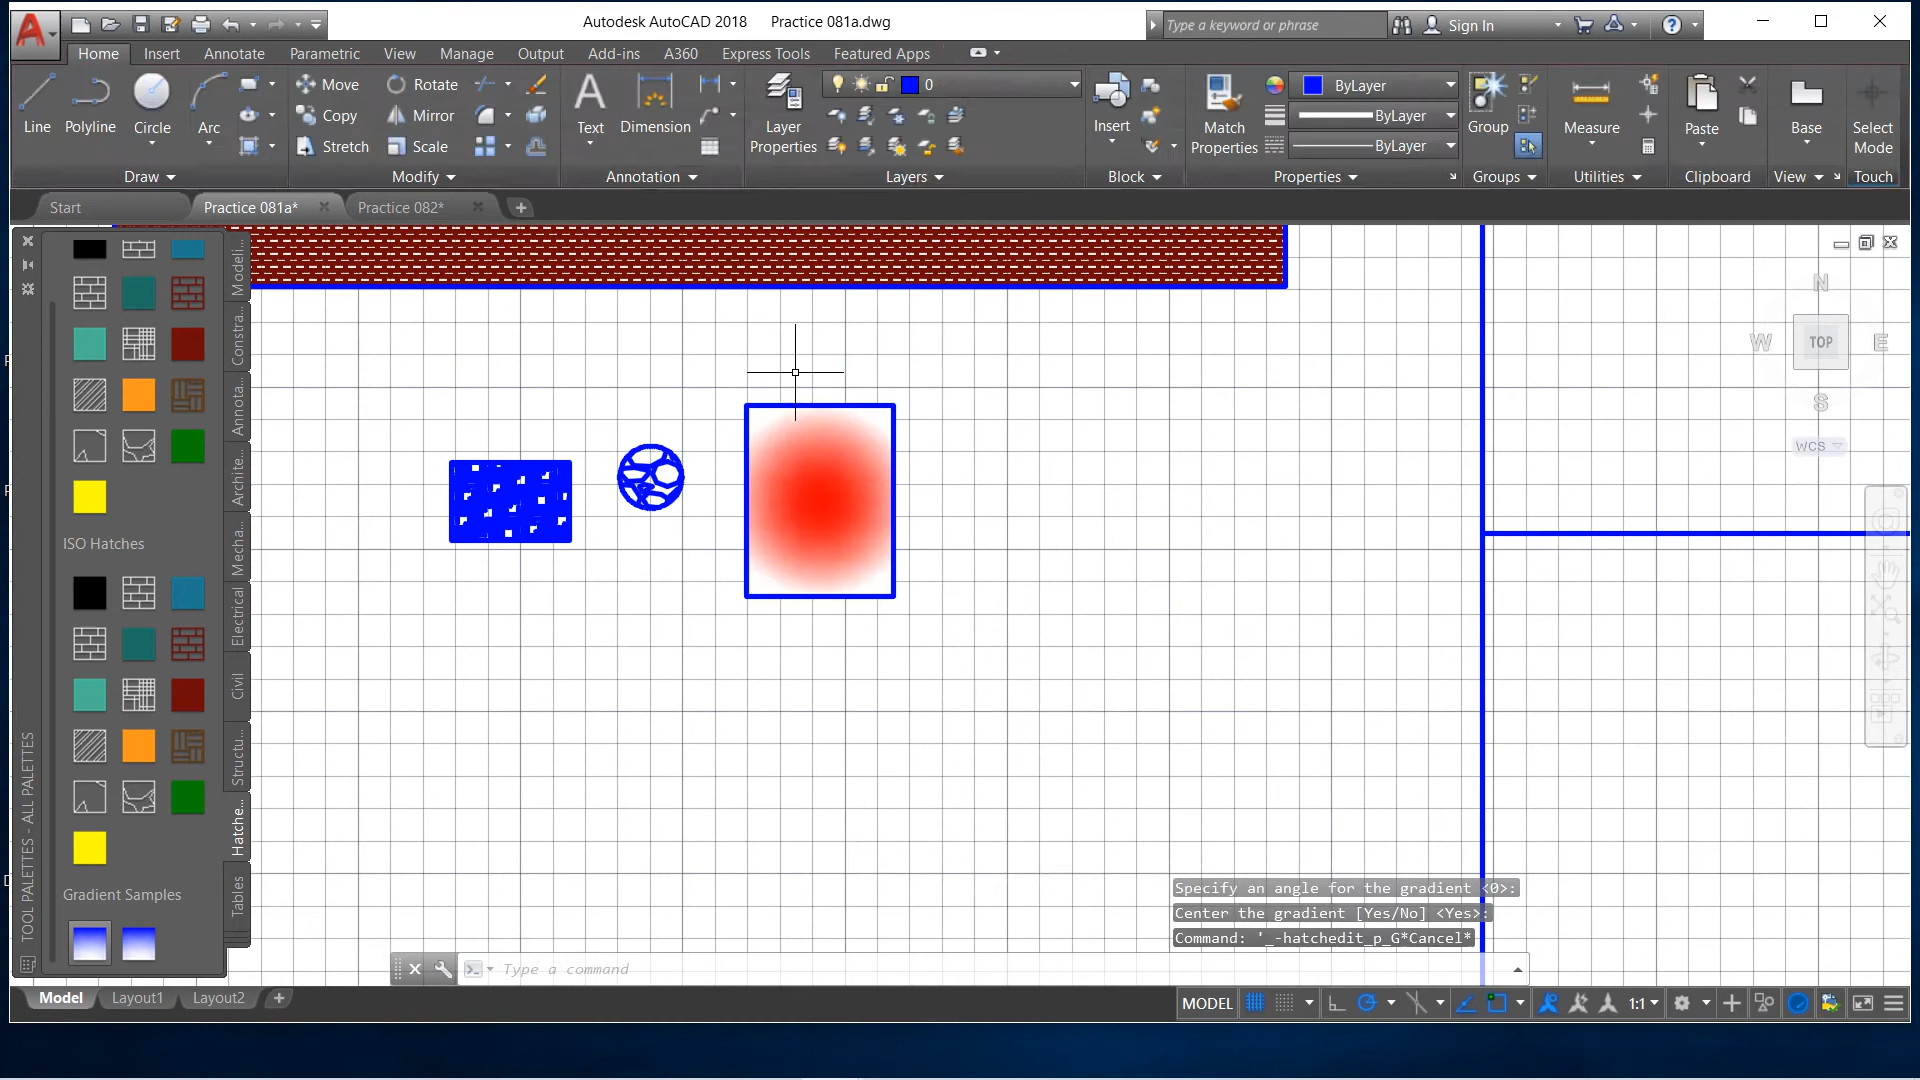 Autodesk AutoCAD 2018 Practice 081a.dwg
Type a keyword or phrase
Sign In
Home Insert Annotate Parametric View Manage Output Add-ins A360 Express Tools Featured Apps
Line Polyline Circle Arc
Draw
Move Rotate
Copy Mirror
Stretch Scale
Modify
Text Dimension
Annotation
Layer Properties
0
Layers
Insert
Block
Match Properties
ByLayer
ByLayer
ByLayer
Properties
Group
Groups
Measure
Utilities
Paste
Clipboard
Base
View
Select Mode
Touch
Start Practice 081a* Practice 082*
Modeli...
Constra...
Annota...
Archite...
Mecha...
Electrical
Civil
Structu...
Hatche...
Tables
ISO Hatches
Gradient Samples
TOOL PALETTES - ALL PALETTES
N
W TOP E
S
WCS
Specify an angle for the gradient <0>:
Center the gradient [Yes/No] <Yes>:
Command: '_-hatchedit_p_G*Cancel*
Type a command
Model Layout1 Layout2
MODEL 1:1